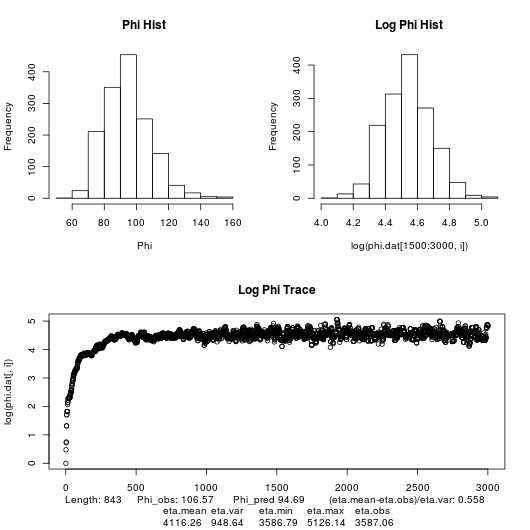 Phi Hist
Log Phi Hist
Frequency
400
300
200
100
0
60 80 100 120 140 160
Phi
Frequency
400
300
200
100
0
4.0 4.2 4.4 4.6 4.8 5.0
log(phi.dat[1500:3000, i])
Log Phi Trace
log(phi.dat[, i])
5
4
3
2
1
0
0 500 1000 1500 2000 2500 3000
Length: 843 Phi_obs: 106.57 Phi_pred 94.69 (eta.mean-eta.obs)/eta.var: 0.558
eta.mean eta.var eta.min eta.max eta.obs
4116.26 948.64 3586.79 5126.14 3587.06